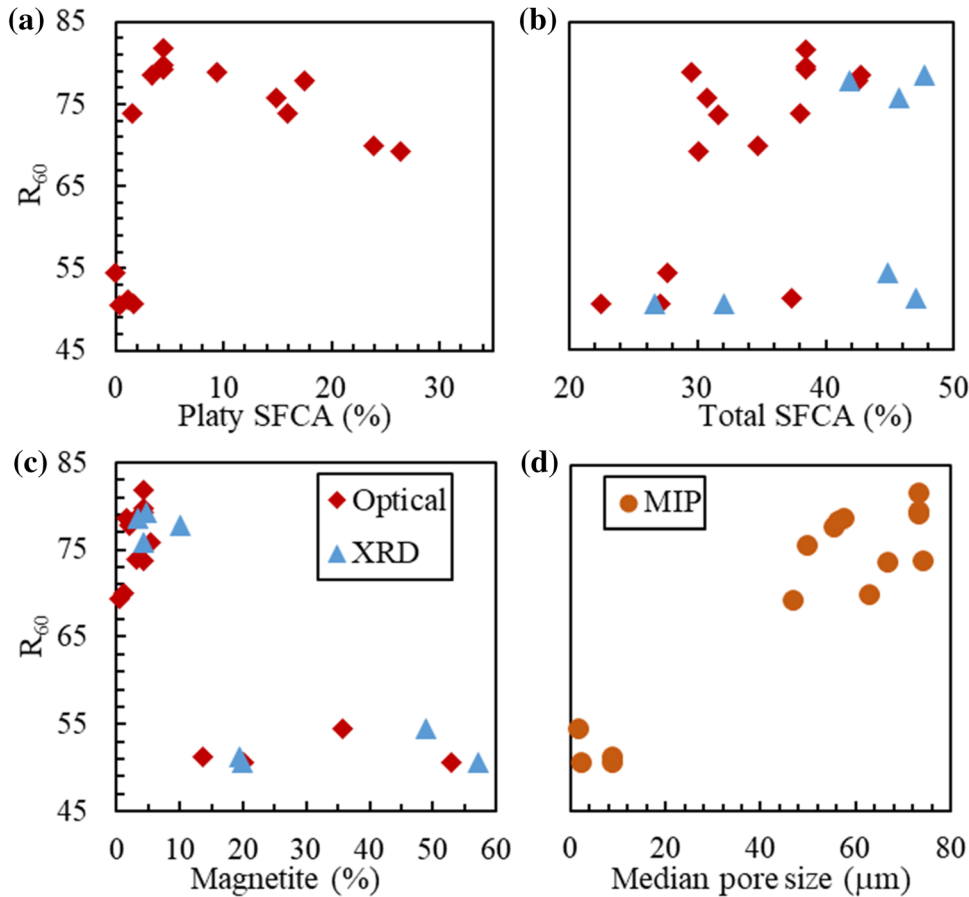 (a)
85
75
65
55
45
R₆₀
0 10 20 30
Platy SFCA (%)
(b)
20 30 40 50
Total SFCA (%)
(c)
85
75
65
55
45
R₆₀
Optical
XRD
0 10 20 30 40 50 60
Magnetite (%)
(d)
MIP
0 20 40 60 80
Median pore size (μm)